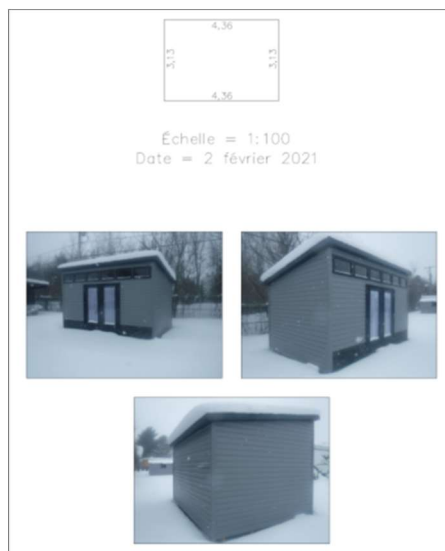 4,36
3,13 3,13
4,36
Échelle = 1:100
Date = 2 février 2021